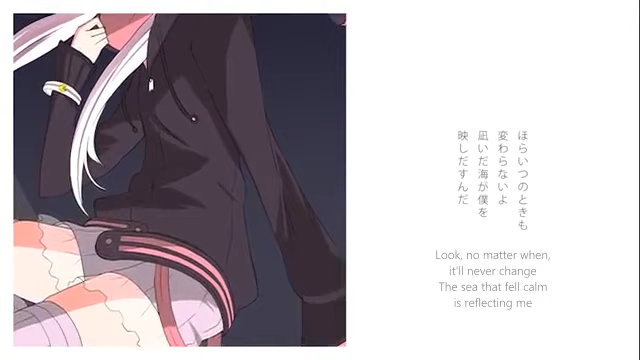 ほらいつのときも
変わらないよ
凪いだ海が僕を
映しだすんだ
Look, no matter when,
it'll never change
The sea that fell calm
is reflecting me